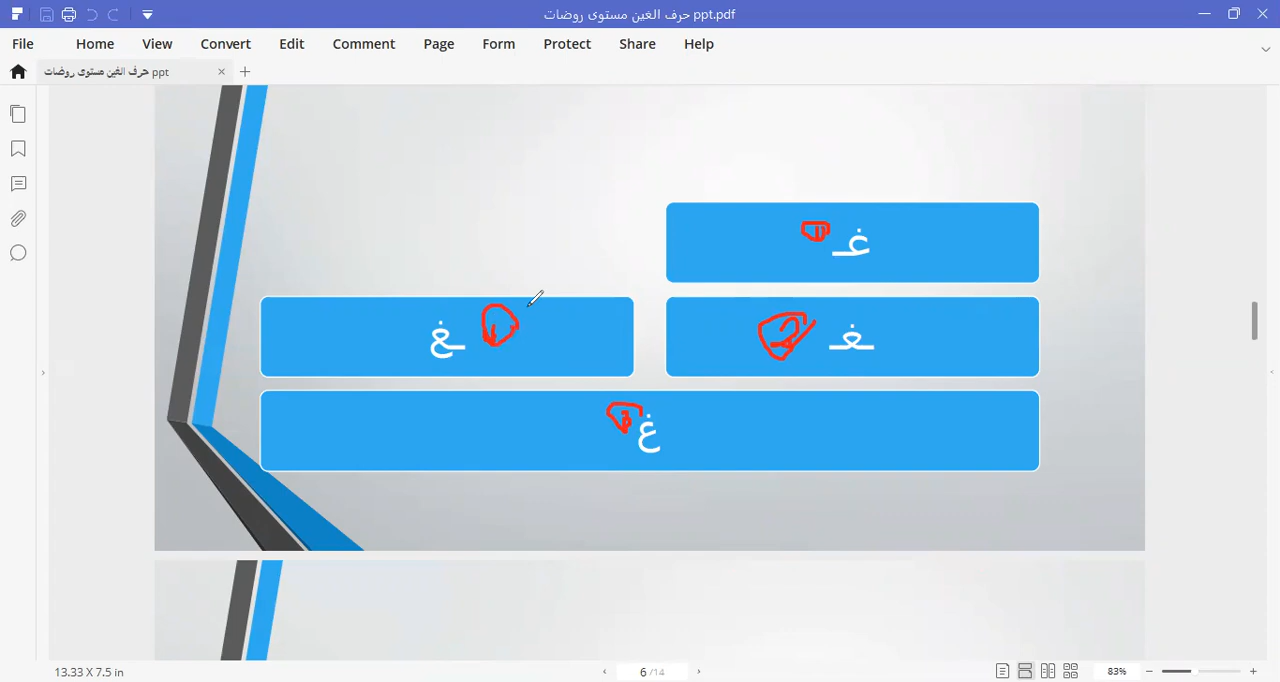 حرف الغين مستوى روضات ppt.pdf
File Home View Convert Edit Comment Page Form Protect Share Help
حرف الغين مستوى روضات ppt
غـ
ـغـ 2
ـغ
غ
13.33 X 7.5 in
6 /14
83%